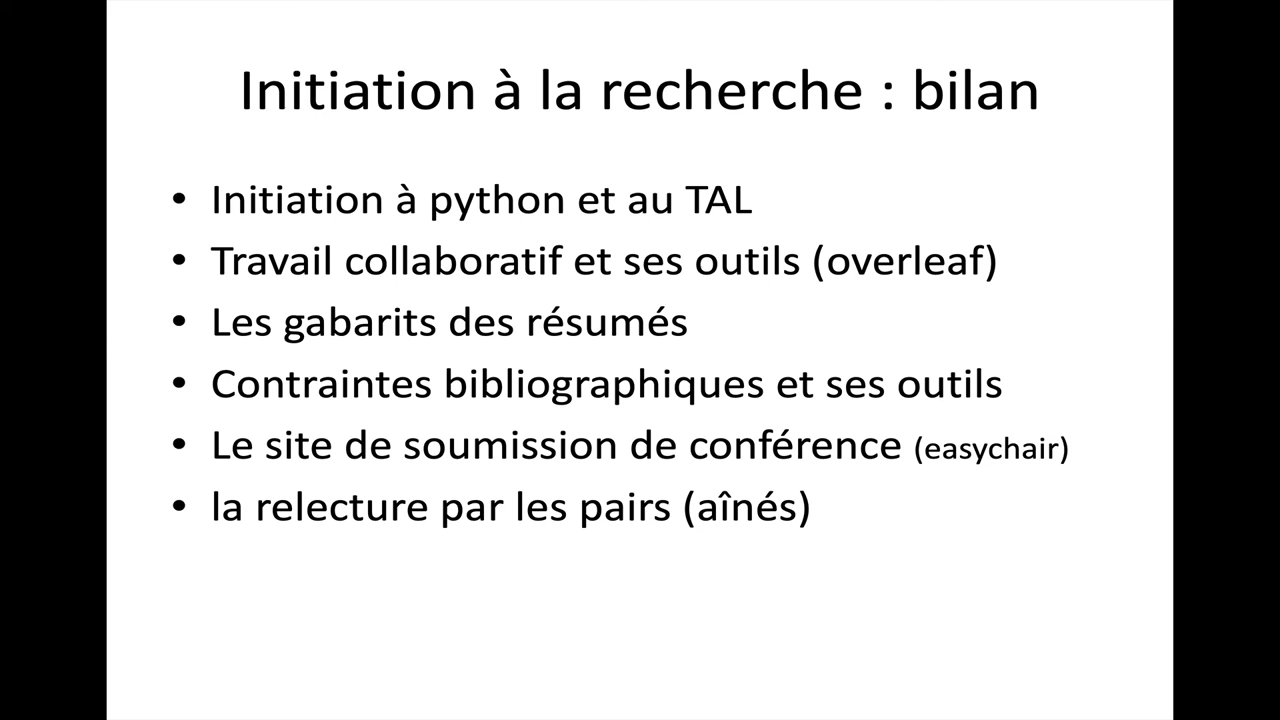 Initiation à la recherche : bilan
• Initiation à python et au TAL
• Travail collaboratif et ses outils (overleaf)
• Les gabarits des résumés
• Contraintes bibliographiques et ses outils
• Le site de soumission de conférence (easychair)
• la relecture par les pairs (aînés)